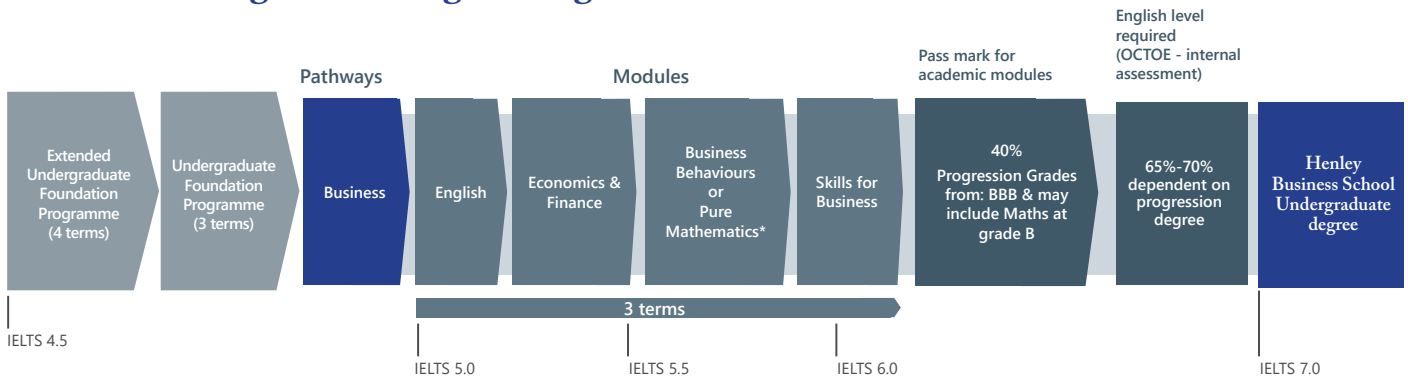 Pathways
Modules
Pass mark for
academic modules
English level
required
(OCTOE - internal
assessment)
Extended
Undergraduate
Foundation
Programme
(4 terms)
Undergraduate
Foundation
Programme
(3 terms)
Business
English
Economics &
Finance
Business
Behaviours
or
Pure
Mathematics*
Skills for
Business
40%
Progression Grades
from: BBB & may
include Maths at
grade B
65%-70%
dependent on
progression
degree
Henley
Business School
Undergraduate
degree
3 terms
IELTS 4.5
IELTS 5.0
IELTS 5.5
IELTS 6.0
IELTS 7.0